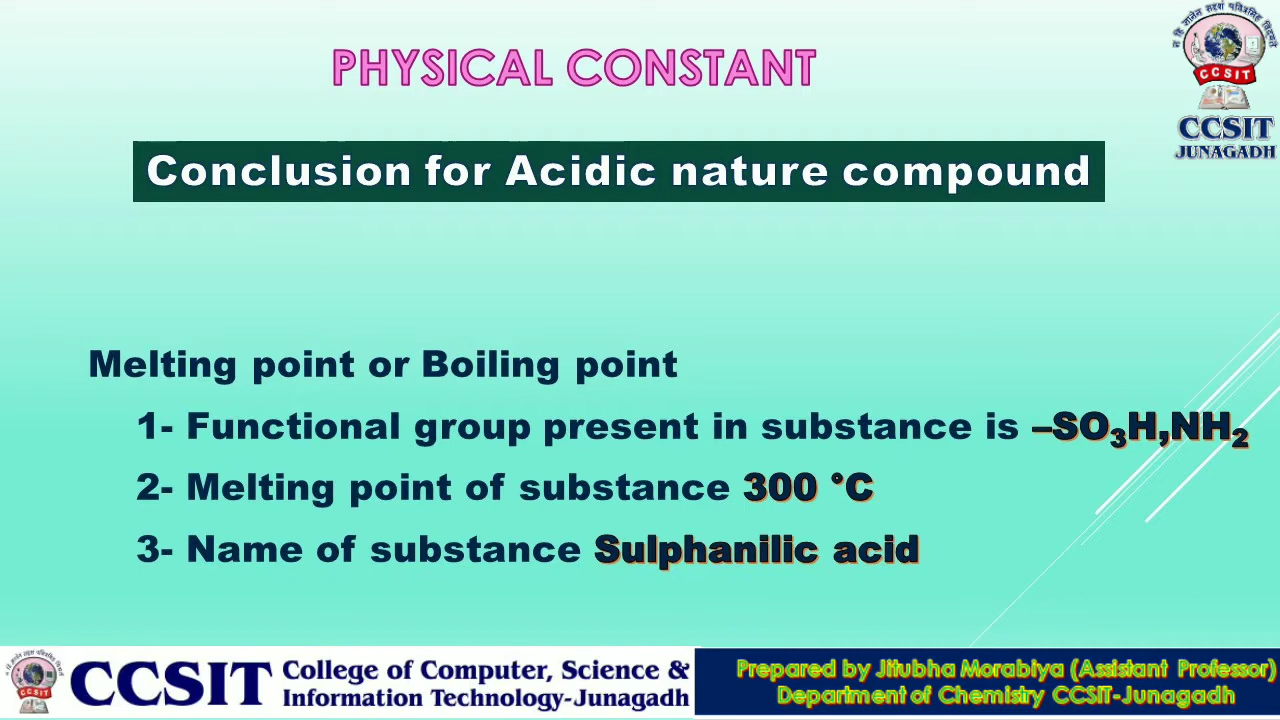 PHYSICAL CONSTANT
CCSIT
CCSIT
JUNAGADH
Conclusion for Acidic nature compound
Melting point or Boiling point
1- Functional group present in substance is –SO₃H,NH₂
2- Melting point of substance 300 °C
3- Name of substance Sulphanilic acid
CCSIT
CCSIT
College of Computer, Science &
Information Technology-Junagadh
Prepared by Jitubha Morabiya (Assistant Professor)
Department of Chemistry CCSIT-Junagadh